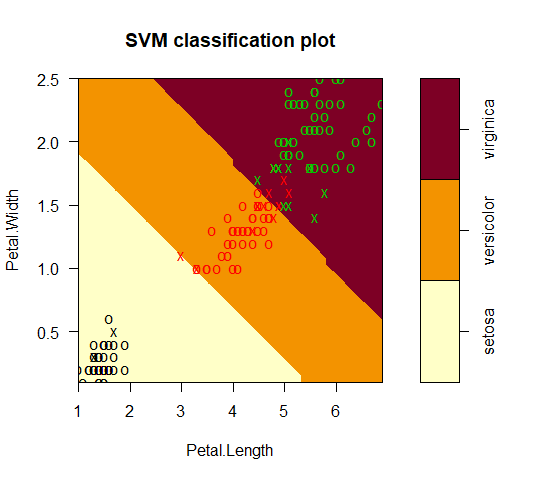 SVM classification plot
2.5
2.0
1.5
1.0
0.5
Petal.Width
1 2 3 4 5 6
Petal.Length
virginica
versicolor
setosa